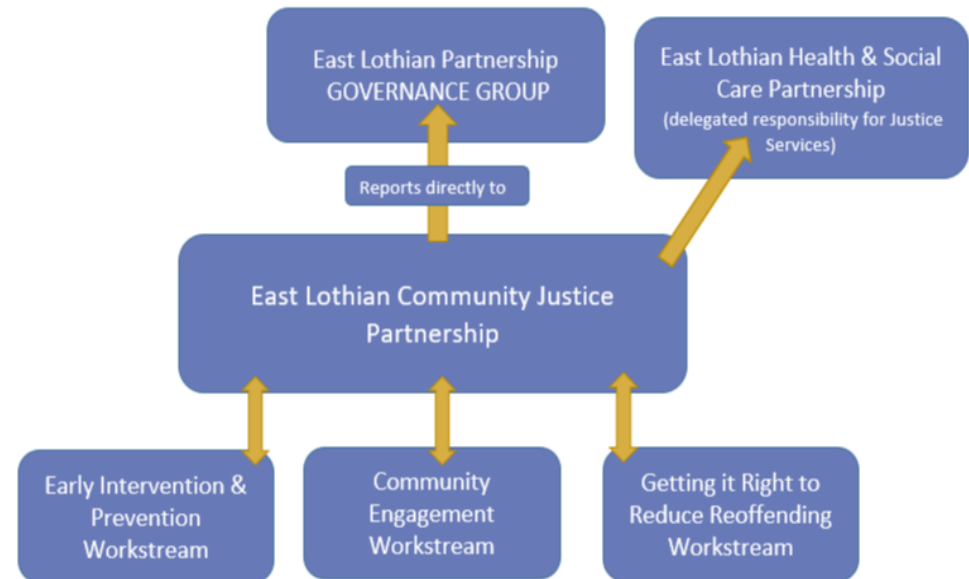 East Lothian Partnership
GOVERNANCE GROUP
East Lothian Health & Social
Care Partnership
(delegated responsibility for Justice
Services)
Reports directly to
East Lothian Community Justice
Partnership
Early Intervention &
Prevention
Workstream
Community
Engagement
Workstream
Getting it Right to
Reduce Reoffending
Workstream